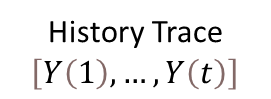 History Trace
[Y(1), ... , Y(t)]